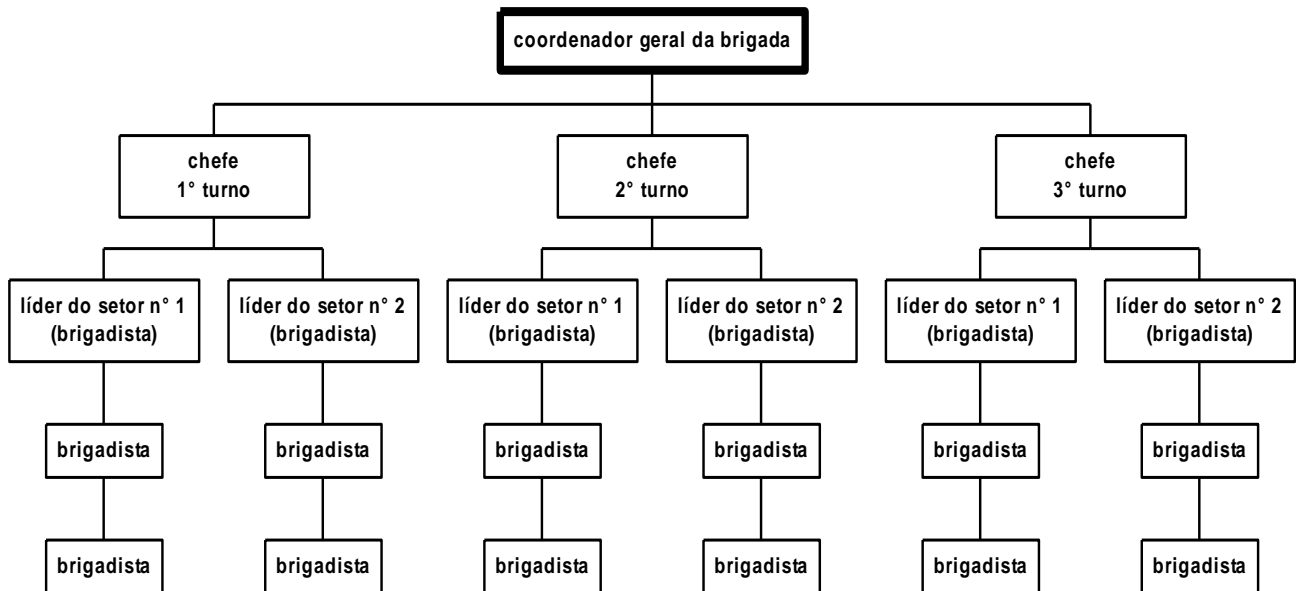 coordenador geral da brigada
chefe
1° turno
chefe
2° turno
chefe
3° turno
líder do setor n° 1
(brigadista)
líder do setor n° 2
(brigadista)
líder do setor n° 1
(brigadista)
líder do setor n° 2
(brigadista)
líder do setor n° 1
(brigadista)
líder do setor n° 2
(brigadista)
brigadista
brigadista
brigadista
brigadista
brigadista
brigadista
brigadista
brigadista
brigadista
brigadista
brigadista
brigadista